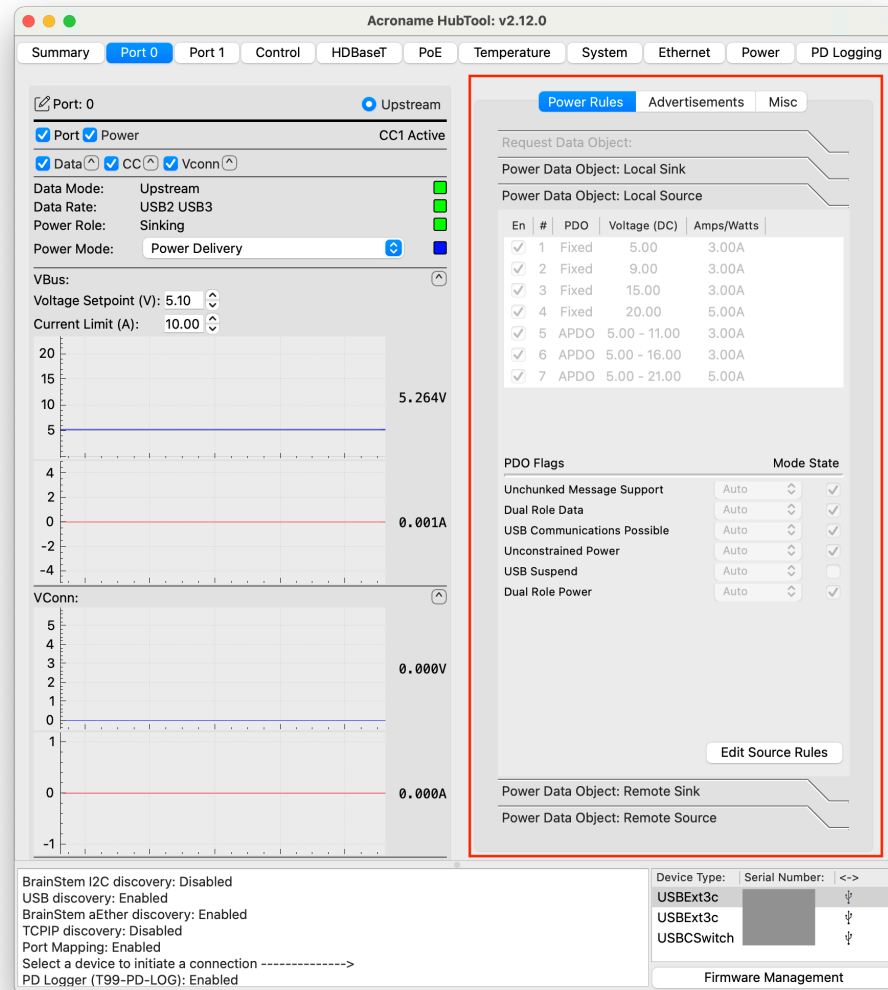 Acroname HubTool: v2.12.0
Summary Port 0 Port 1 Control HDBaseT PoE Temperature System Ethernet Power PD Logging
Port: 0 Upstream
Port Power CC1 Active
Data CC Vconn
Data Mode: Upstream
Data Rate: USB2 USB3
Power Role: Sinking
Power Mode: Power Delivery
VBus:
Voltage Setpoint (V): 5.10
Current Limit (A): 10.00
20
15
10
5
5.264V
4
2
0
-2
-4
0.001A
VConn:
5
4
3
2
1
0
0.000V
1
0
-1
0.000A
Power Rules Advertisements Misc
Request Data Object:
Power Data Object: Local Sink
Power Data Object: Local Source
En # PDO Voltage (DC) Amps/Watts
1 Fixed 5.00 3.00A
2 Fixed 9.00 3.00A
3 Fixed 15.00 3.00A
4 Fixed 20.00 5.00A
5 APDO 5.00 - 11.00 3.00A
6 APDO 5.00 - 16.00 3.00A
7 APDO 5.00 - 21.00 5.00A
PDO Flags Mode State
Unchunked Message Support Auto
Dual Role Data Auto
USB Communications Possible Auto
Unconstrained Power Auto
USB Suspend Auto
Dual Role Power Auto
Edit Source Rules
Power Data Object: Remote Sink
Power Data Object: Remote Source
BrainStem I2C discovery: Disabled
USB discovery: Enabled
BrainStem aEther discovery: Enabled
TCPIP discovery: Disabled
Port Mapping: Enabled
Select a device to initiate a connection -------------->
PD Logger (T99-PD-LOG): Enabled
Device Type: Serial Number: <->
USBExt3c
USBExt3c
USBCSwitch
Firmware Management